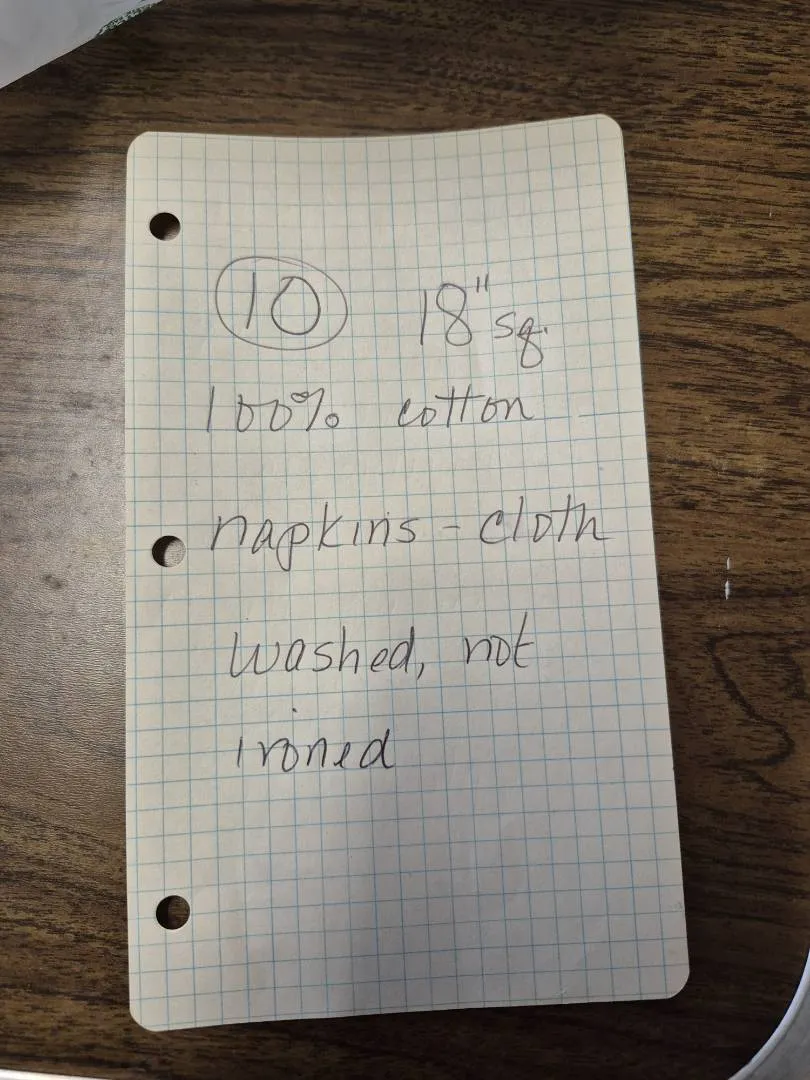 10 18" sq.
100% cotton
napkins - cloth
washed, not
ironed